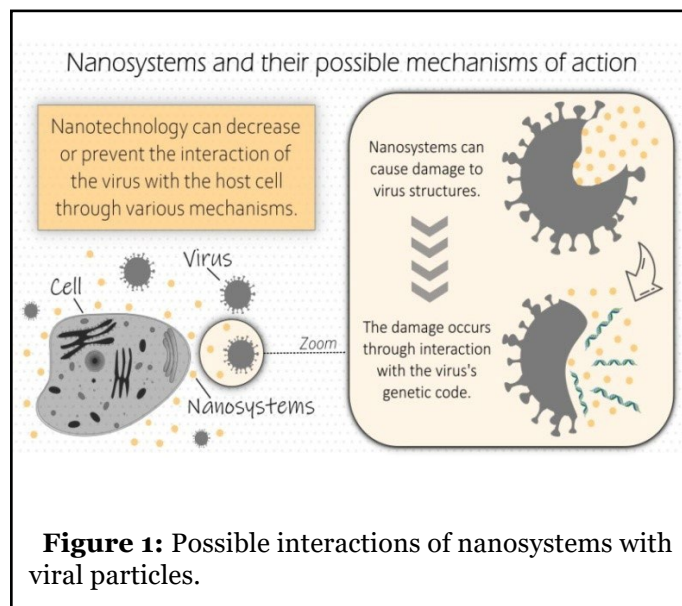 Nanosystems and their possible mechanisms of action
Nanotechnology can decrease
or prevent the interaction of
the virus with the host cell
through various mechanisms.
Virus
Cell
Nanosystems
Zoom
Nanosystems can
cause damage to
virus structures.
The damage occurs
through interaction
with the virus's
genetic code.
Figure 1: Possible interactions of nanosystems with
viral particles.